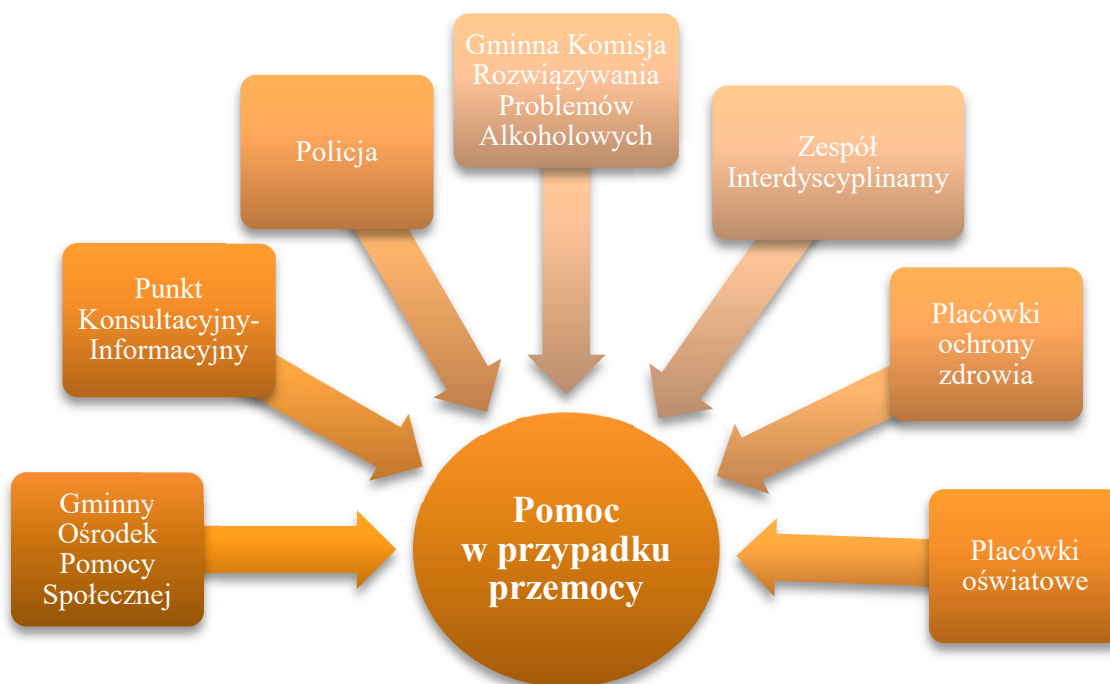 Gminna Komisja
Rozwiązywania
Problemów
Alkoholowych
Policja
Zespół
Interdyscyplinarny
Punkt
Konsultacyjny-
Informacyjny
Placówki
ochrony
zdrowia
Gminny
Ośrodek
Pomocy
Społecznej
Pomoc
w przypadku
przemocy
Placówki
oświatowe